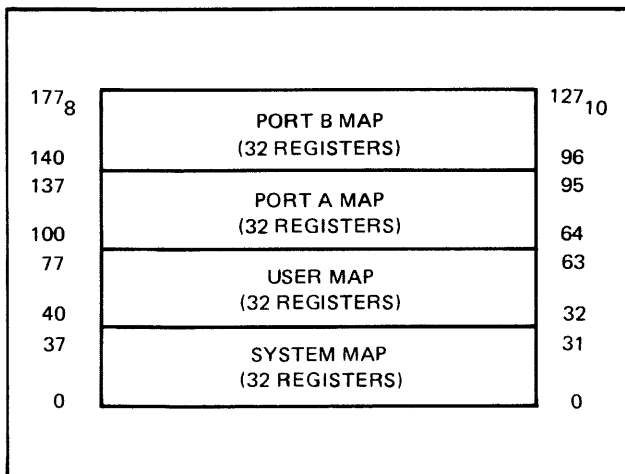 177₈ 127₁₀
PORT B MAP
(32 REGISTERS)
140 96
137 95
PORT A MAP
(32 REGISTERS)
100 64
77 63
USER MAP
(32 REGISTERS)
40 32
37 31
SYSTEM MAP
(32 REGISTERS)
0 0